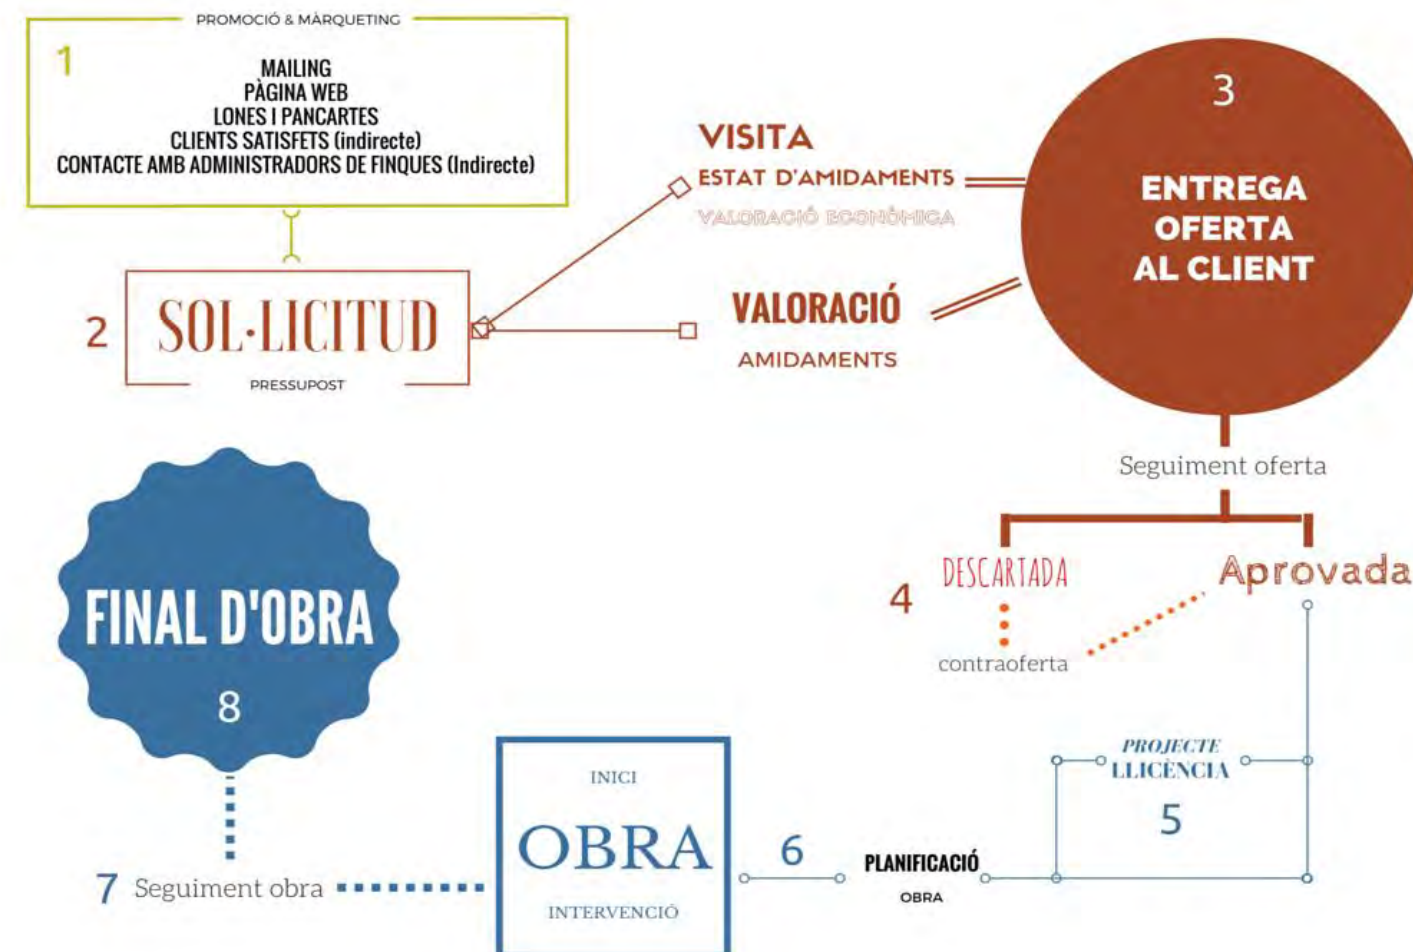 PROMOCIÓ & MÀRQUETING
1
MAILING
PÀGINA WEB
LONES I PANCARTES
CLIENTS SATISFETS (indirecte)
CONTACTE AMB ADMINISTRADORS DE FINQUES (Indirecte)
2
SOL·LICITUD
PRESSUPOST
VISITA
ESTAT D'AMIDAMENTS
VALORACIÓ ECONÒMICA
VALORACIÓ
AMIDAMENTS
3
ENTREGA
OFERTA
AL CLIENT
Seguiment oferta
4
DESCARTADA
Aprovada
contraoferta
PROJECTE
LLICÈNCIA
5
6
PLANIFICACIÓ
OBRA
INICI
OBRA
INTERVENCIÓ
7 Seguiment obra
FINAL D'OBRA
8